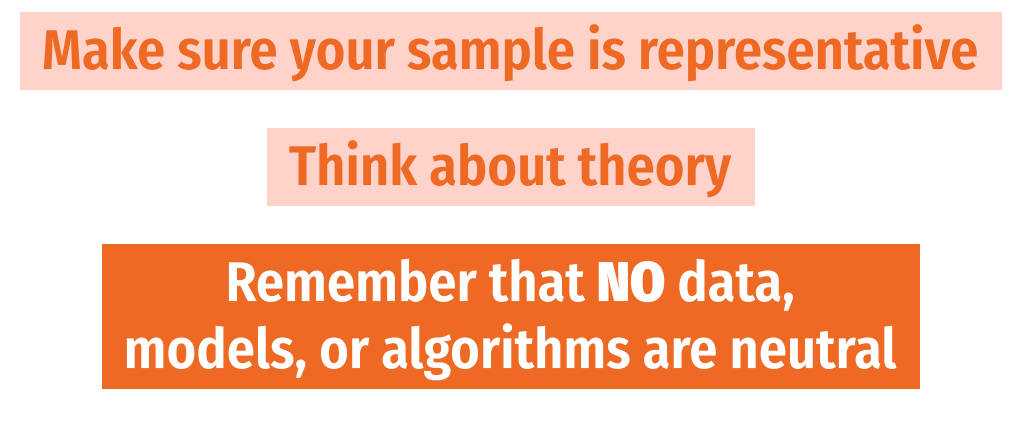 Make sure your sample is representative
Think about theory
Remember that NO data,
models, or algorithms are neutral